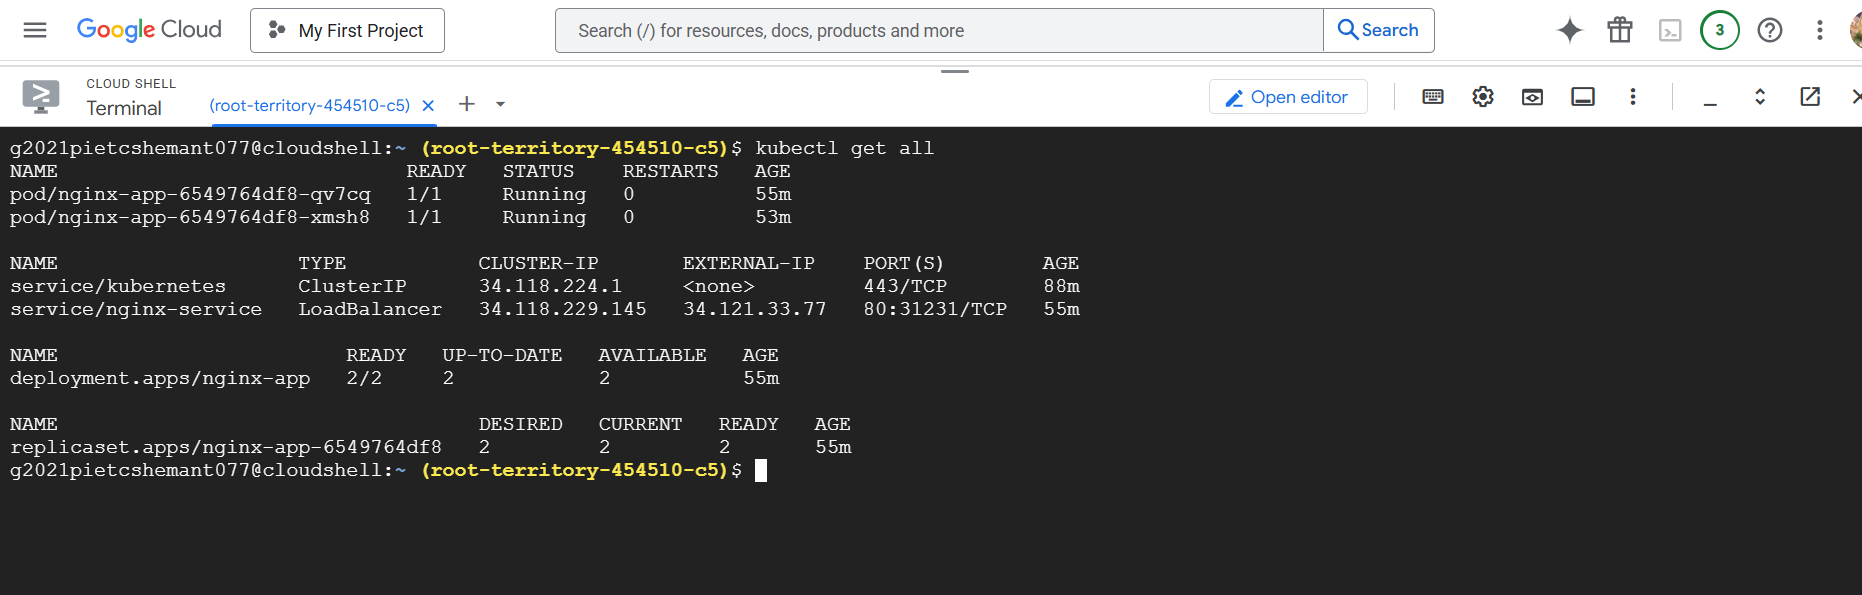 Google Cloud My First Project Search (/) for resources, docs, products and more Search 3
CLOUD SHELL
Terminal (root-territory-454510-c5) Open editor
g2021pietcshemant077@cloudshell:~ (root-territory-454510-c5)$ kubectl get all
NAME READY STATUS RESTARTS AGE
pod/nginx-app-6549764df8-qv7cq 1/1 Running 0 55m
pod/nginx-app-6549764df8-xmsh8 1/1 Running 0 53m
NAME TYPE CLUSTER-IP EXTERNAL-IP PORT(S) AGE
service/kubernetes ClusterIP 34.118.224.1 <none> 443/TCP 88m
service/nginx-service LoadBalancer 34.118.229.145 34.121.33.77 80:31231/TCP 55m
NAME READY UP-TO-DATE AVAILABLE AGE
deployment.apps/nginx-app 2/2 2 2 55m
NAME DESIRED CURRENT READY AGE
replicaset.apps/nginx-app-6549764df8 2 2 2 55m
g2021pietcshemant077@cloudshell:~ (root-territory-454510-c5)$